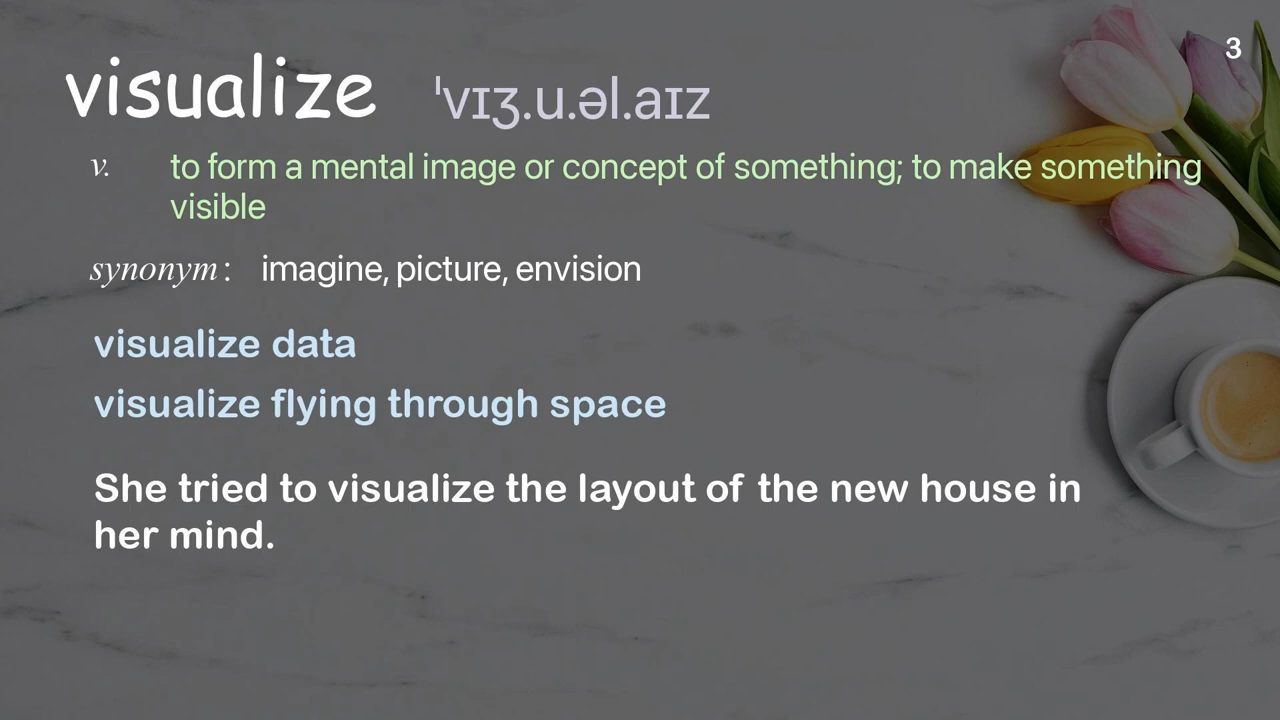 3
visualize ˈvɪʒ.u.əl.aɪz
v. to form a mental image or concept of something; to make something
visible
synonym: imagine, picture, envision
visualize data
visualize flying through space
She tried to visualize the layout of the new house in
her mind.